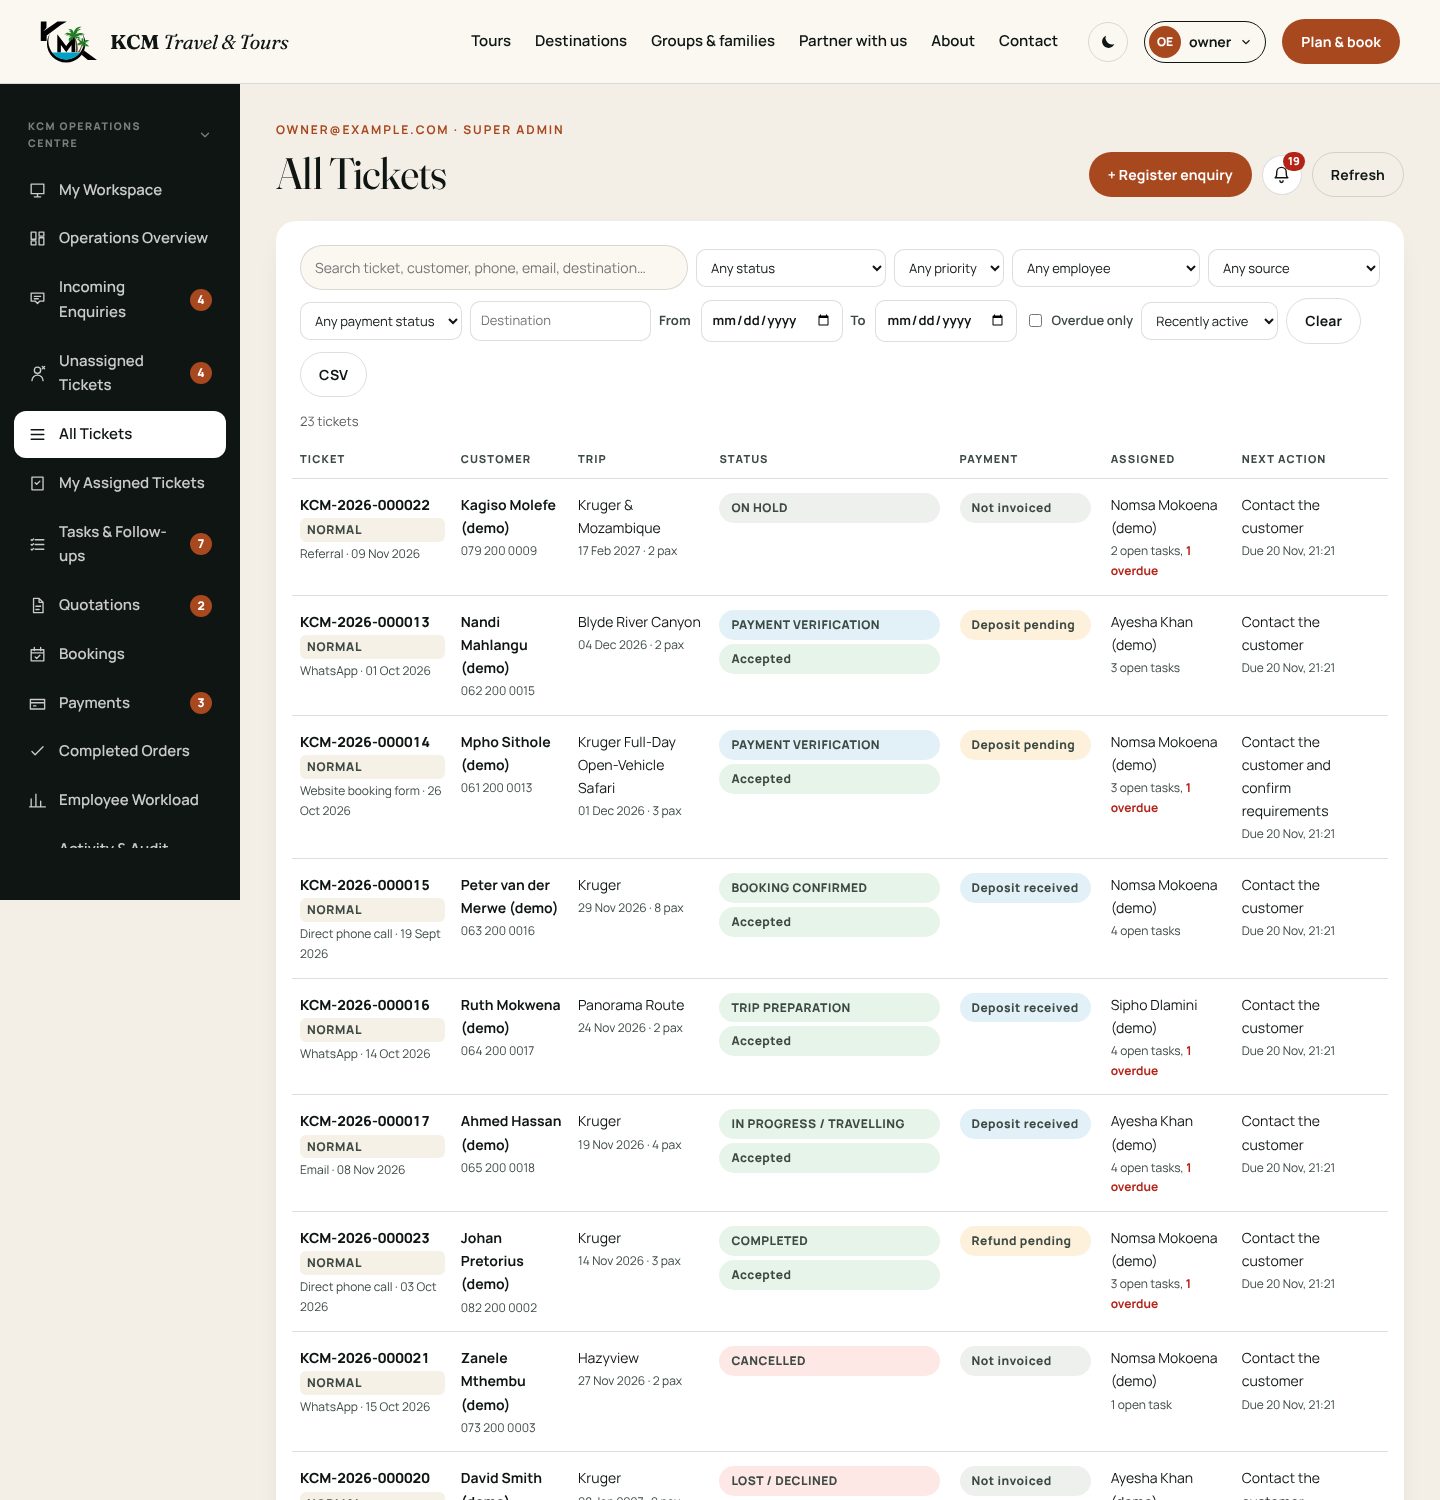 KCM Travel & Tours
Tours
Destinations
Groups & families
Partner with us
About
Contact
OE
owner
Plan & book
KCM OPERATIONS
CENTRE
My Workspace
Operations Overview
Incoming
Enquiries
4
Unassigned
Tickets
4
All Tickets
My Assigned Tickets
Tasks & Follow-
ups
7
Quotations
2
Bookings
Payments
3
Completed Orders
Employee Workload
Activity & Audit
OWNER@EXAMPLE.COM · SUPER ADMIN
All Tickets
+ Register enquiry
19
Refresh
Search ticket, customer, phone, email, destination...
Any status
Any priority
Any employee
Any source
Any payment status
Destination
From
mm/dd/yyyy
To
mm/dd/yyyy
Overdue only
Recently active
Clear
CSV
23 tickets
TICKET
CUSTOMER
TRIP
STATUS
PAYMENT
ASSIGNED
NEXT ACTION
KCM-2026-000022
NORMAL
Referral · 09 Nov 2026
Kagiso Molefe
(demo)
079 200 0009
Kruger &
Mozambique
17 Feb 2027 · 2 pax
ON HOLD
Not invoiced
Nomsa Mokoena
(demo)
2 open tasks, 1
overdue
Contact the
customer
Due 20 Nov, 21:21
KCM-2026-000013
NORMAL
WhatsApp · 01 Oct 2026
Nandi
Mahlangu
(demo)
062 200 0015
Blyde River Canyon
04 Dec 2026 · 2 pax
PAYMENT VERIFICATION
Accepted
Deposit pending
Ayesha Khan
(demo)
3 open tasks
Contact the
customer
Due 20 Nov, 21:21
KCM-2026-000014
NORMAL
Website booking form · 26
Oct 2026
Mpho Sithole
(demo)
061 200 0013
Kruger Full-Day
Open-Vehicle
Safari
01 Dec 2026 · 3 pax
PAYMENT VERIFICATION
Accepted
Deposit pending
Nomsa Mokoena
(demo)
3 open tasks, 1
overdue
Contact the
customer and
confirm
requirements
Due 20 Nov, 21:21
KCM-2026-000015
NORMAL
Direct phone call · 19 Sept
2026
Peter van der
Merwe (demo)
063 200 0016
Kruger
29 Nov 2026 · 8 pax
BOOKING CONFIRMED
Accepted
Deposit received
Nomsa Mokoena
(demo)
4 open tasks
Contact the
customer
Due 20 Nov, 21:21
KCM-2026-000016
NORMAL
WhatsApp · 14 Oct 2026
Ruth Mokwena
(demo)
064 200 0017
Panorama Route
24 Nov 2026 · 2 pax
TRIP PREPARATION
Accepted
Deposit received
Sipho Dlamini
(demo)
4 open tasks, 1
overdue
Contact the
customer
Due 20 Nov, 21:21
KCM-2026-000017
NORMAL
Email · 08 Nov 2026
Ahmed Hassan
(demo)
065 200 0018
Kruger
19 Nov 2026 · 4 pax
IN PROGRESS / TRAVELLING
Accepted
Deposit received
Ayesha Khan
(demo)
4 open tasks, 1
overdue
Contact the
customer
Due 20 Nov, 21:21
KCM-2026-000023
NORMAL
Direct phone call · 03 Oct
2026
Johan
Pretorius
(demo)
082 200 0002
Kruger
14 Nov 2026 · 3 pax
COMPLETED
Accepted
Refund pending
Nomsa Mokoena
(demo)
3 open tasks, 1
overdue
Contact the
customer
Due 20 Nov, 21:21
KCM-2026-000021
NORMAL
WhatsApp · 15 Oct 2026
Zanele
Mthembu
(demo)
073 200 0003
Hazyview
27 Nov 2026 · 2 pax
CANCELLED
Not invoiced
Nomsa Mokoena
(demo)
1 open task
Contact the
customer
Due 20 Nov, 21:21
KCM-2026-000020
David Smith
Kruger
LOST / DECLINED
Not invoiced
Ayesha Khan
Contact the